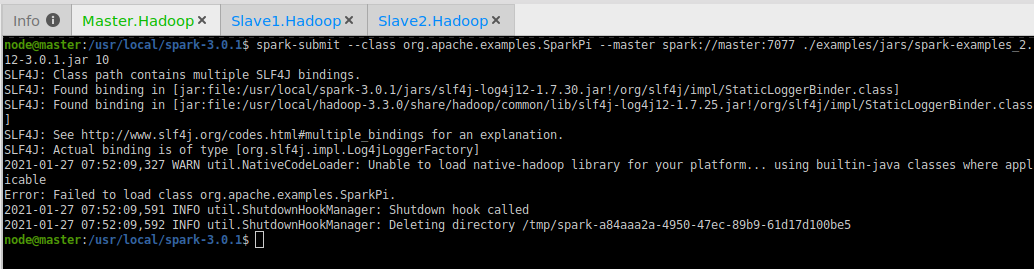 Info Master.Hadoop Slave1.Hadoop Slave2.Hadoop
node@master:/usr/local/spark-3.0.1$ spark-submit --class org.apache.examples.SparkPi --master spark://master:7077 ./examples/jars/spark-examples_2.
12-3.0.1.jar 10
SLF4J: Class path contains multiple SLF4J bindings.
SLF4J: Found binding in [jar:file:/usr/local/spark-3.0.1/jars/slf4j-log4j12-1.7.30.jar!/org/slf4j/impl/StaticLoggerBinder.class]
SLF4J: Found binding in [jar:file:/usr/local/hadoop-3.3.0/share/hadoop/common/lib/slf4j-log4j12-1.7.25.jar!/org/slf4j/impl/StaticLoggerBinder.class
]
SLF4J: See http://www.slf4j.org/codes.html#multiple_bindings for an explanation.
SLF4J: Actual binding is of type [org.slf4j.impl.Log4jLoggerFactory]
2021-01-27 07:52:09,327 WARN util.NativeCodeLoader: Unable to load native-hadoop library for your platform... using builtin-java classes where appl
icable
Error: Failed to load class org.apache.examples.SparkPi.
2021-01-27 07:52:09,591 INFO util.ShutdownHookManager: Shutdown hook called
2021-01-27 07:52:09,592 INFO util.ShutdownHookManager: Deleting directory /tmp/spark-a84aaa2a-4950-47ec-89b9-61d17d100be5
node@master:/usr/local/spark-3.0.1$